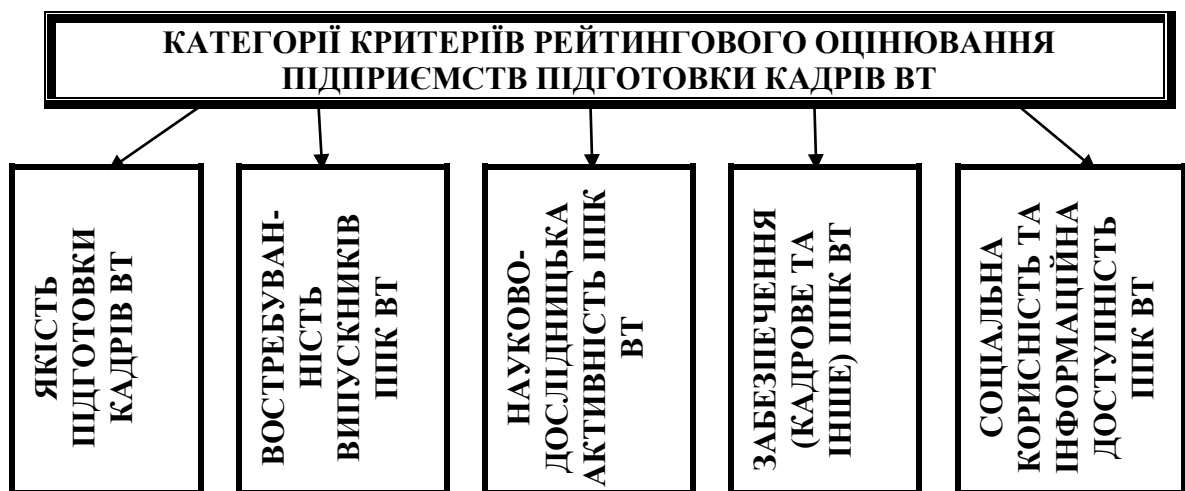 КАТЕГОРІЇ КРИТЕРІЇВ РЕЙТИНГОВОГО ОЦІНЮВАННЯ
ПІДПРИЄМСТВ ПІДГОТОВКИ КАДРІВ ВТ
ЯКІСТЬ
ПІДГОТОВКИ
КАДРІВ ВТ
ВОСТРЕБУВАН-
НІСТЬ
ВИПУСКНИКІВ
ППК ВТ
НАУКОВО-
ДОСЛІДНИЦЬКА
АКТИВНІСТЬ ППК
ВТ
ЗАБЕЗПЕЧЕННЯ
(КАДРОВЕ ТА
ІНШЕ) ППК ВТ
СОЦІАЛЬНА
КОРИСНІСТЬ ТА
ІНФОРМАЦІЙНА
ДОСТУПНІСТЬ
ППК ВТ